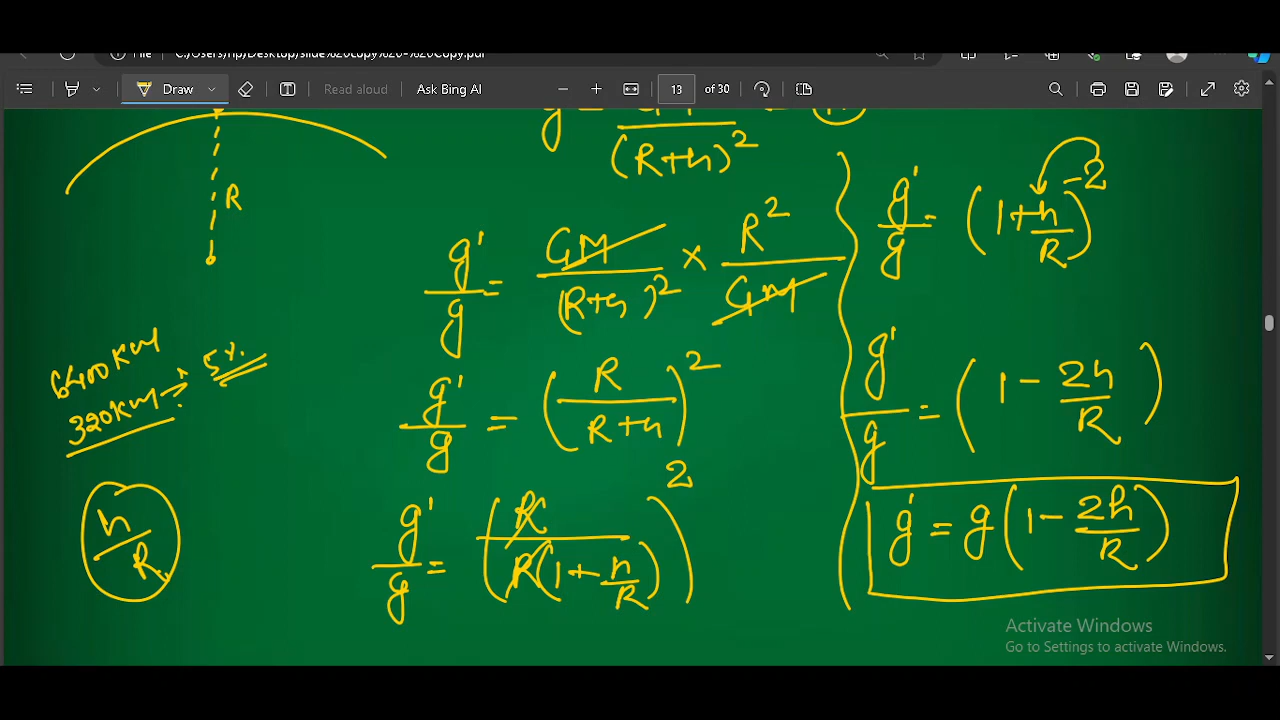 File C:/Users/hp/Desktop/slide%20copy%20-%20Copy.pdf
Draw Read aloud Ask Bing AI 13 of 30
R
6400 KM
320KM → 5%
h/R
(R+h)²
g'/g = GM/(R+h)² × R²/GM
g'/g = (R/R+h)²
g'/g = (R/R(1+h/R))²
g'/g = (1+h/R)⁻²
g'/g = (1 - 2h/R)
g' = g(1 - 2h/R)
Activate Windows
Go to Settings to activate Windows.